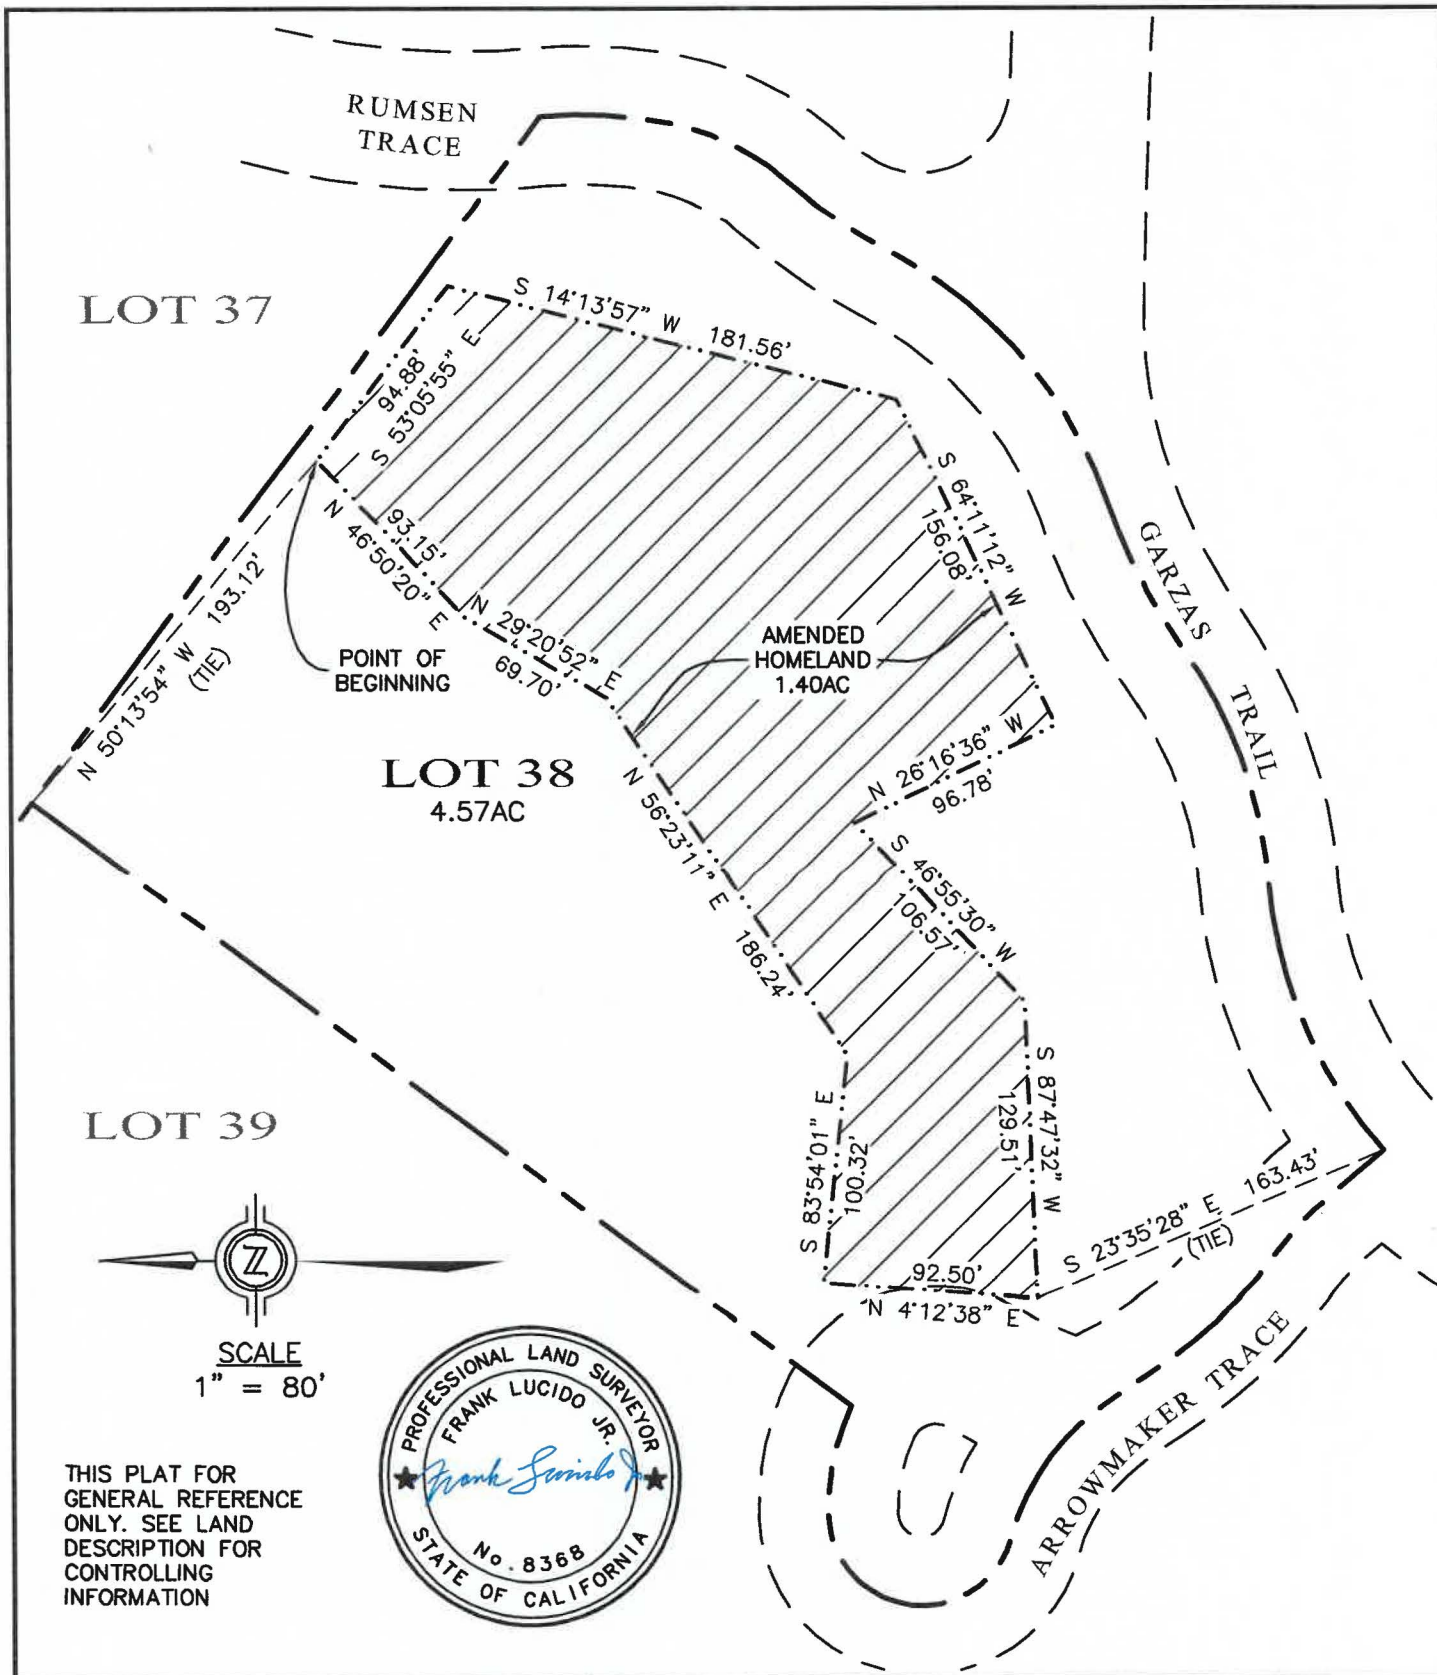 RUMSEN
TRACE
LOT 37
S 14°13'57" W 181.56'
94.88'
S 53°05'55" E
93.15'
N 46°50'20" E
N 29°20'52" E
69.70'
S 64°11'12" W
156.08'
GARZAS TRAIL
AMENDED
HOMELAND
1.40AC
N 50°13'54" W 193.12'
(TIE)
POINT OF
BEGINNING
N 26°16'36" W
96.78'
LOT 38
4.57AC
N 56°23'11" E 186.24'
S 46°55'30" W
106.57'
S 87°47'32" W
129.51'
S 83°54'01" E
100.32'
LOT 39
S 23°35'28" E 163.43'
(TIE)
92.50'
N 4°12'38" E
ARROWMAKER TRACE
N
SCALE
1" = 80'
PROFESSIONAL LAND SURVEYOR
FRANK LUCIDO JR.
Frank Lucido Jr
No. 8368
STATE OF CALIFORNIA
THIS PLAT FOR
GENERAL REFERENCE
ONLY. SEE LAND
DESCRIPTION FOR
CONTROLLING
INFORMATION